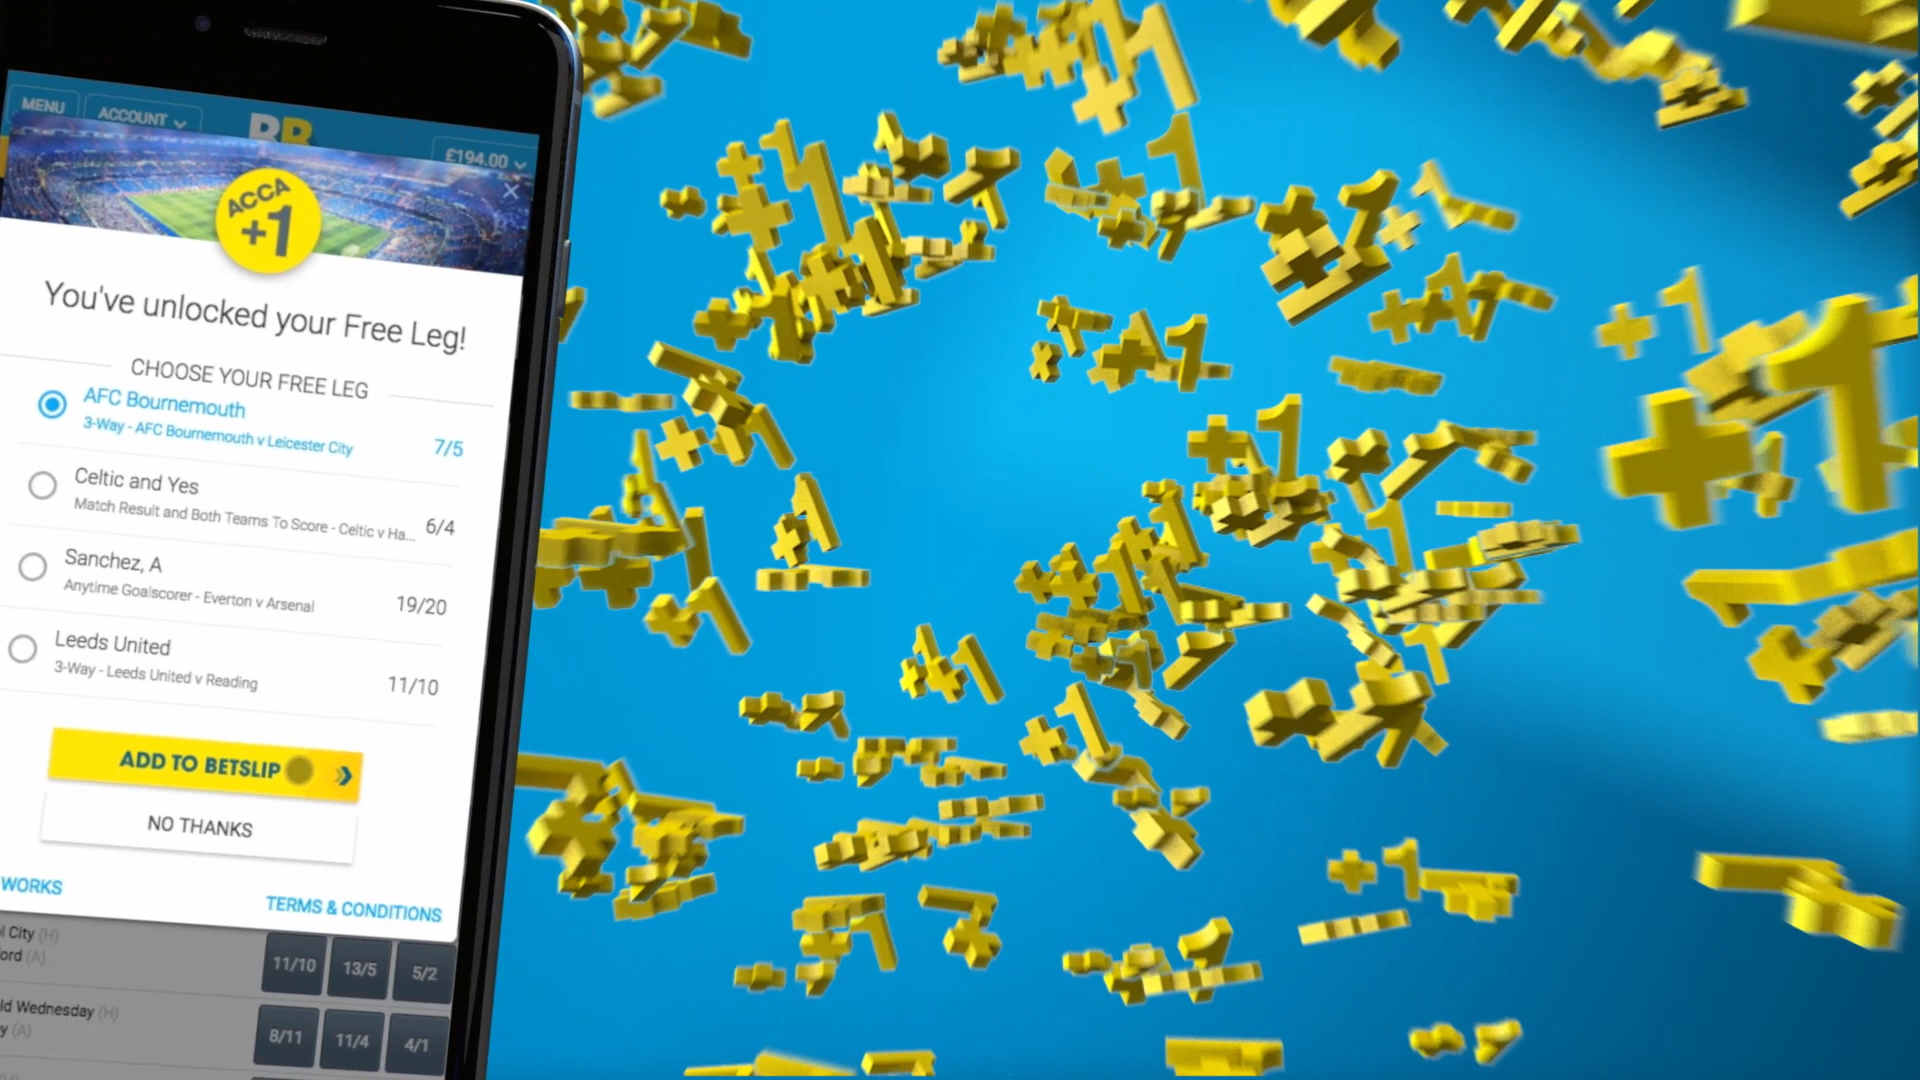 MENU
ACCOUNT
BB
£194.00
ACCA
+1
You've unlocked your Free Leg!
CHOOSE YOUR FREE LEG
AFC Bournemouth
3-Way - AFC Bournemouth v Leicester City
7/5
Celtic and Yes
Match Result and Both Teams To Score - Celtic v Ha...
6/4
Sanchez, A
Anytime Goalscorer - Everton v Arsenal
19/20
Leeds United
3-Way - Leeds United v Reading
11/10
ADD TO BETSLIP
NO THANKS
WORKS
TERMS & CONDITIONS
City (H)
(A)
11/10
13/5
5/2
Wednesday (H)
(A)
8/11
11/4
4/1
+1